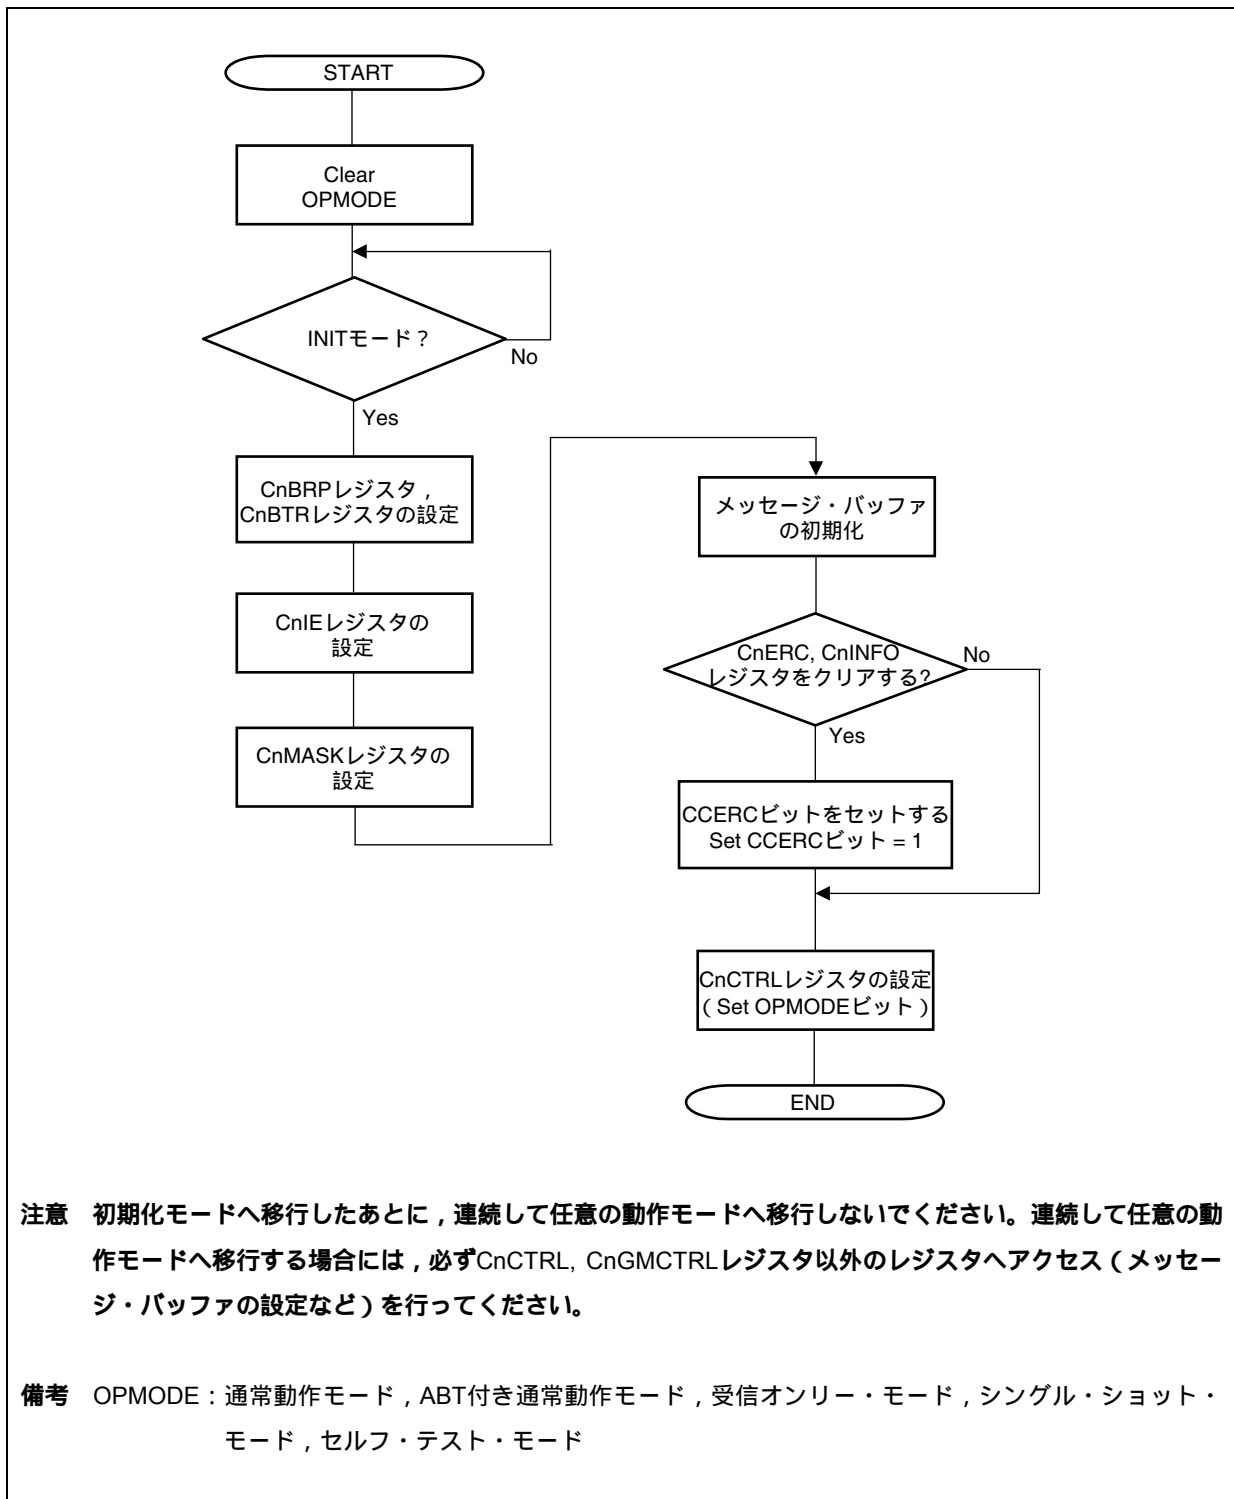 START
Clear
OPMODE
INITモード？
No
Yes
CnBRPレジスタ，
CnBTRレジスタの設定
CnIEレジスタの
設定
CnMASKレジスタの
設定
メッセージ・バッファ
の初期化
CnERC, CnINFO
レジスタをクリアする?
No
Yes
CCERCビットをセットする
Set CCERCビット = 1
CnCTRLレジスタの設定
（Set OPMODEビット）
END
注意 初期化モードへ移行したあとに，連続して任意の動作モードへ移行しないでください。連続して任意の動
作モードへ移行する場合には，必ずCnCTRL, CnGMCTRLレジスタ以外のレジスタへアクセス（メッセー
ジ・バッファの設定など）を行ってください。
備考 OPMODE：通常動作モード，ABT付き通常動作モード，受信オンリー・モード，シングル・ショット・
モード，セルフ・テスト・モード